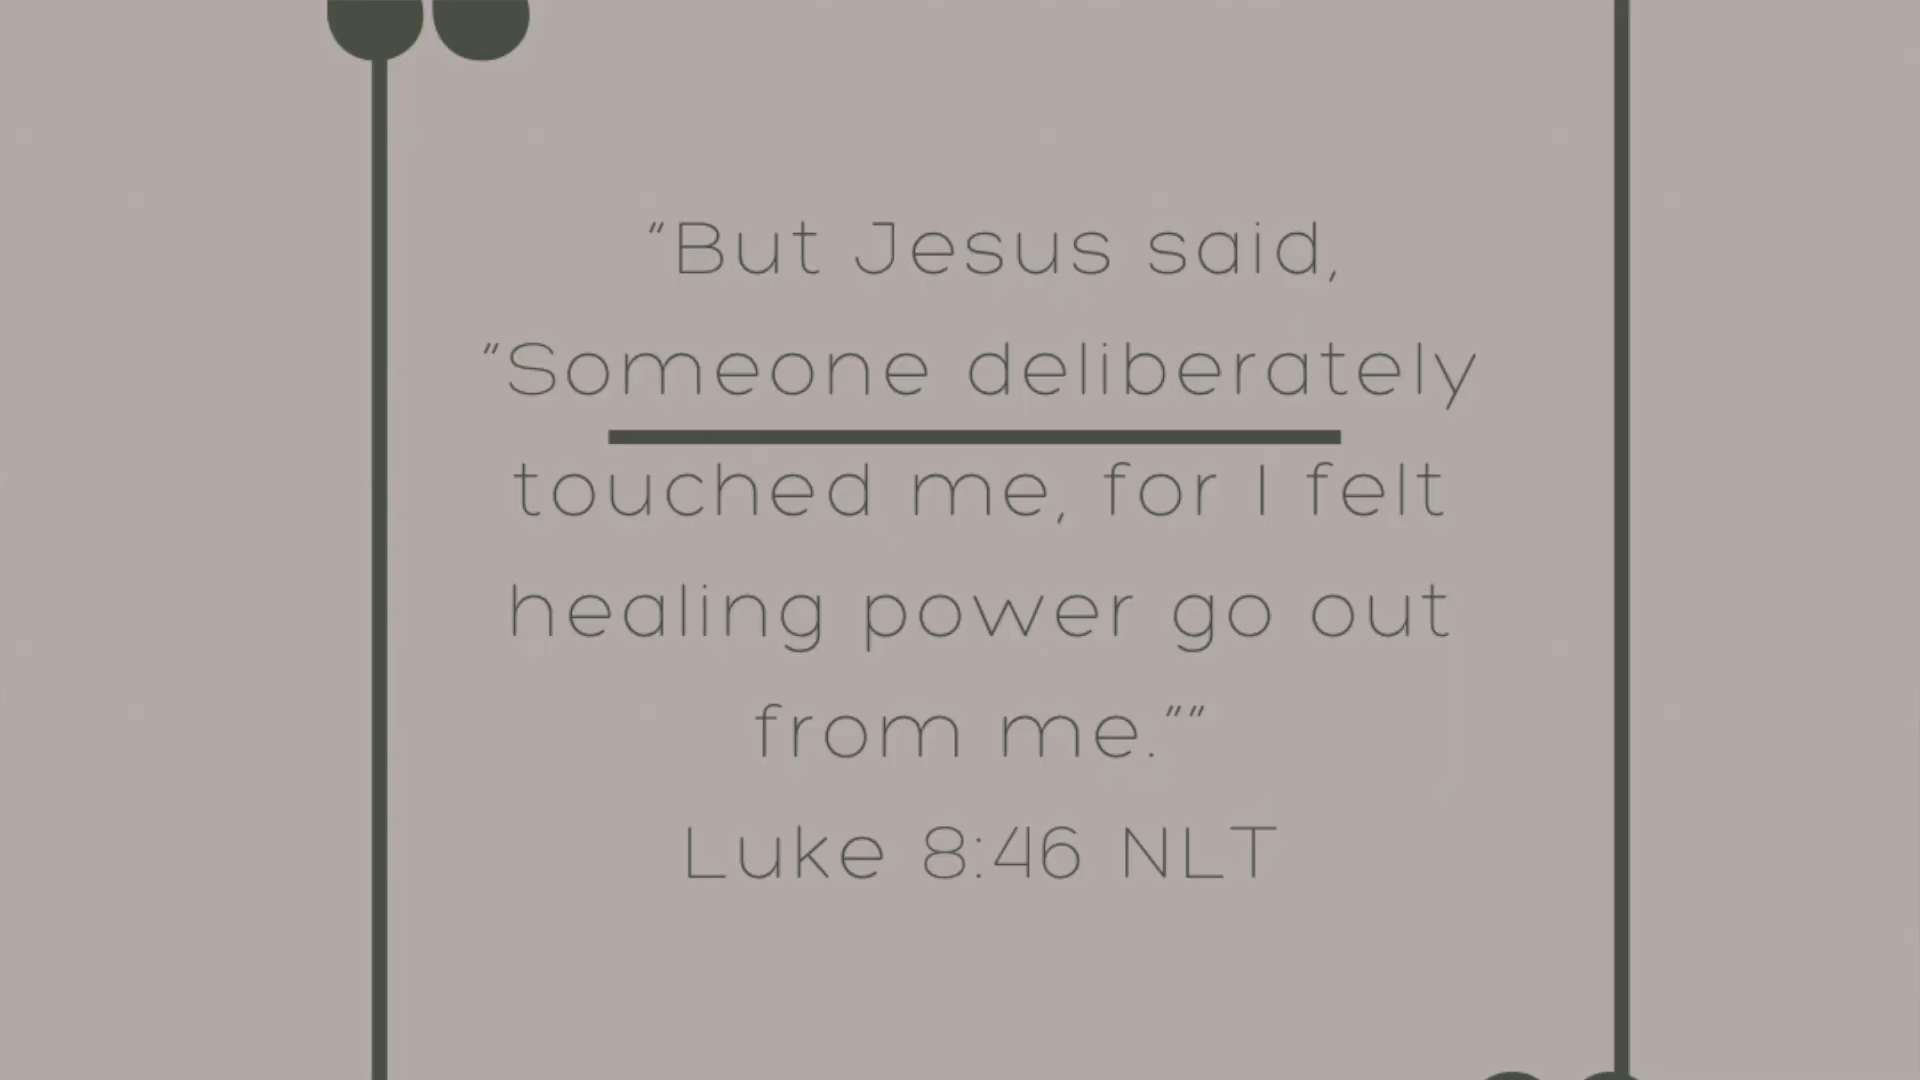 “But Jesus said,
“Someone deliberately
touched me, for I felt
healing power go out
from me.””
Luke 8:46 NLT